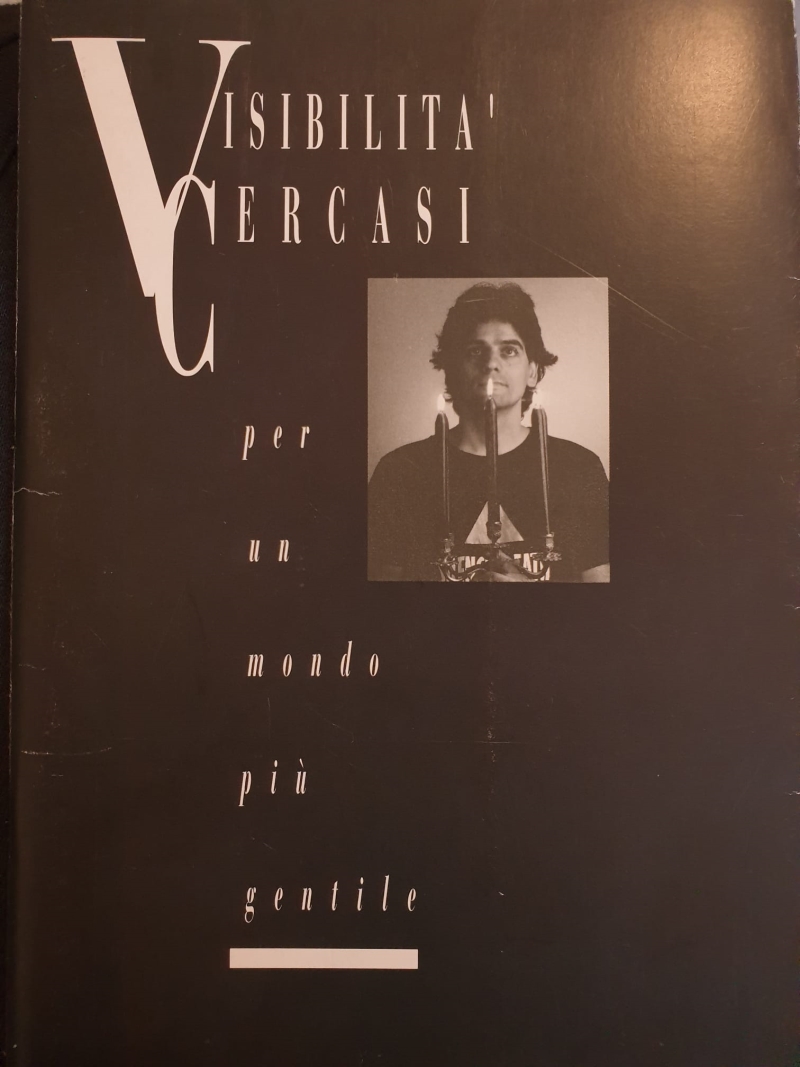 VISIBILITA'
CERCASI
per
un
mondo
più
gentile